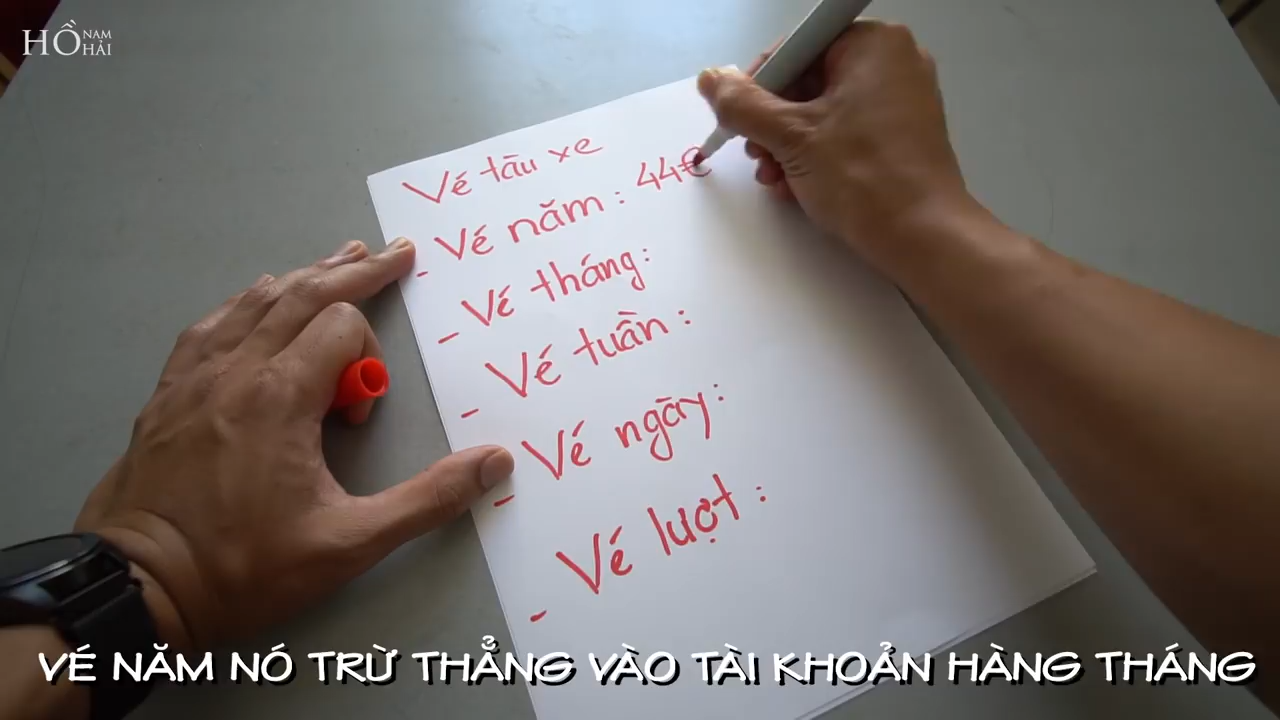 HỒ NAM HẢI
Vé tàu xe
- Vé năm: 44€
- Vé tháng:
- Vé tuần:
- Vé ngày:
- Vé lượt:
VÉ NĂM NÓ TRỪ THẲNG VÀO TÀI KHOẢN HÀNG THÁNG